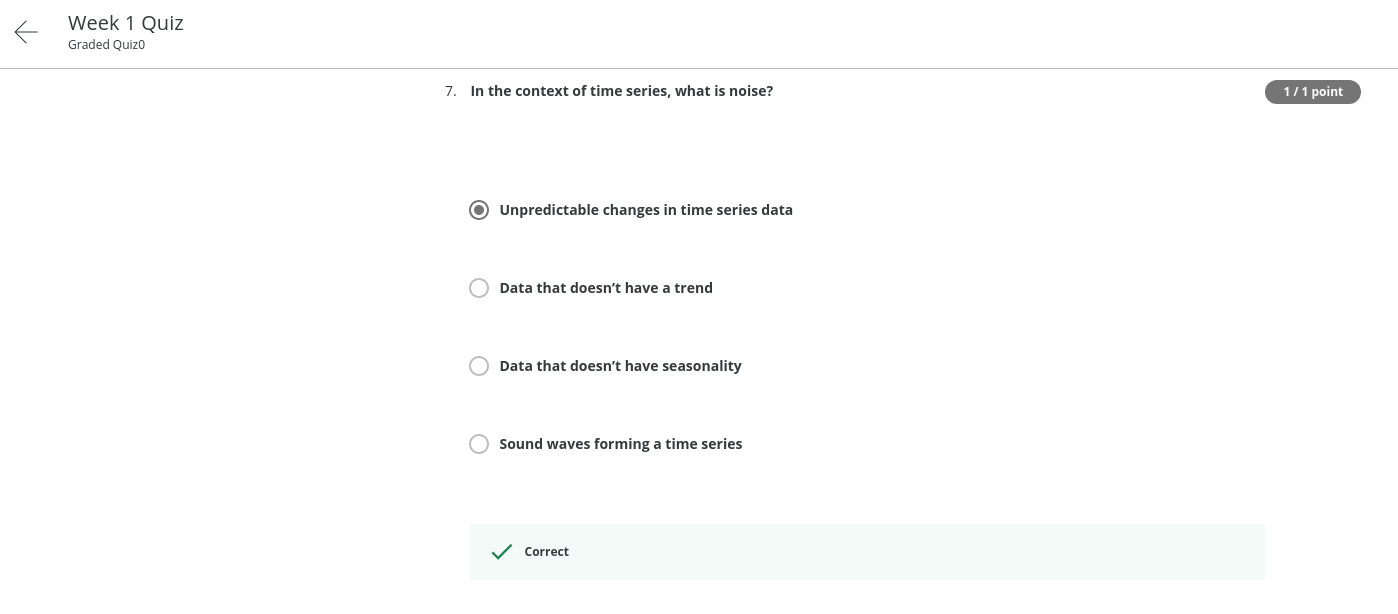 Week 1 Quiz
Graded Quiz0
7. In the context of time series, what is noise?
1 / 1 point
Unpredictable changes in time series data
Data that doesn’t have a trend
Data that doesn’t have seasonality
Sound waves forming a time series
Correct